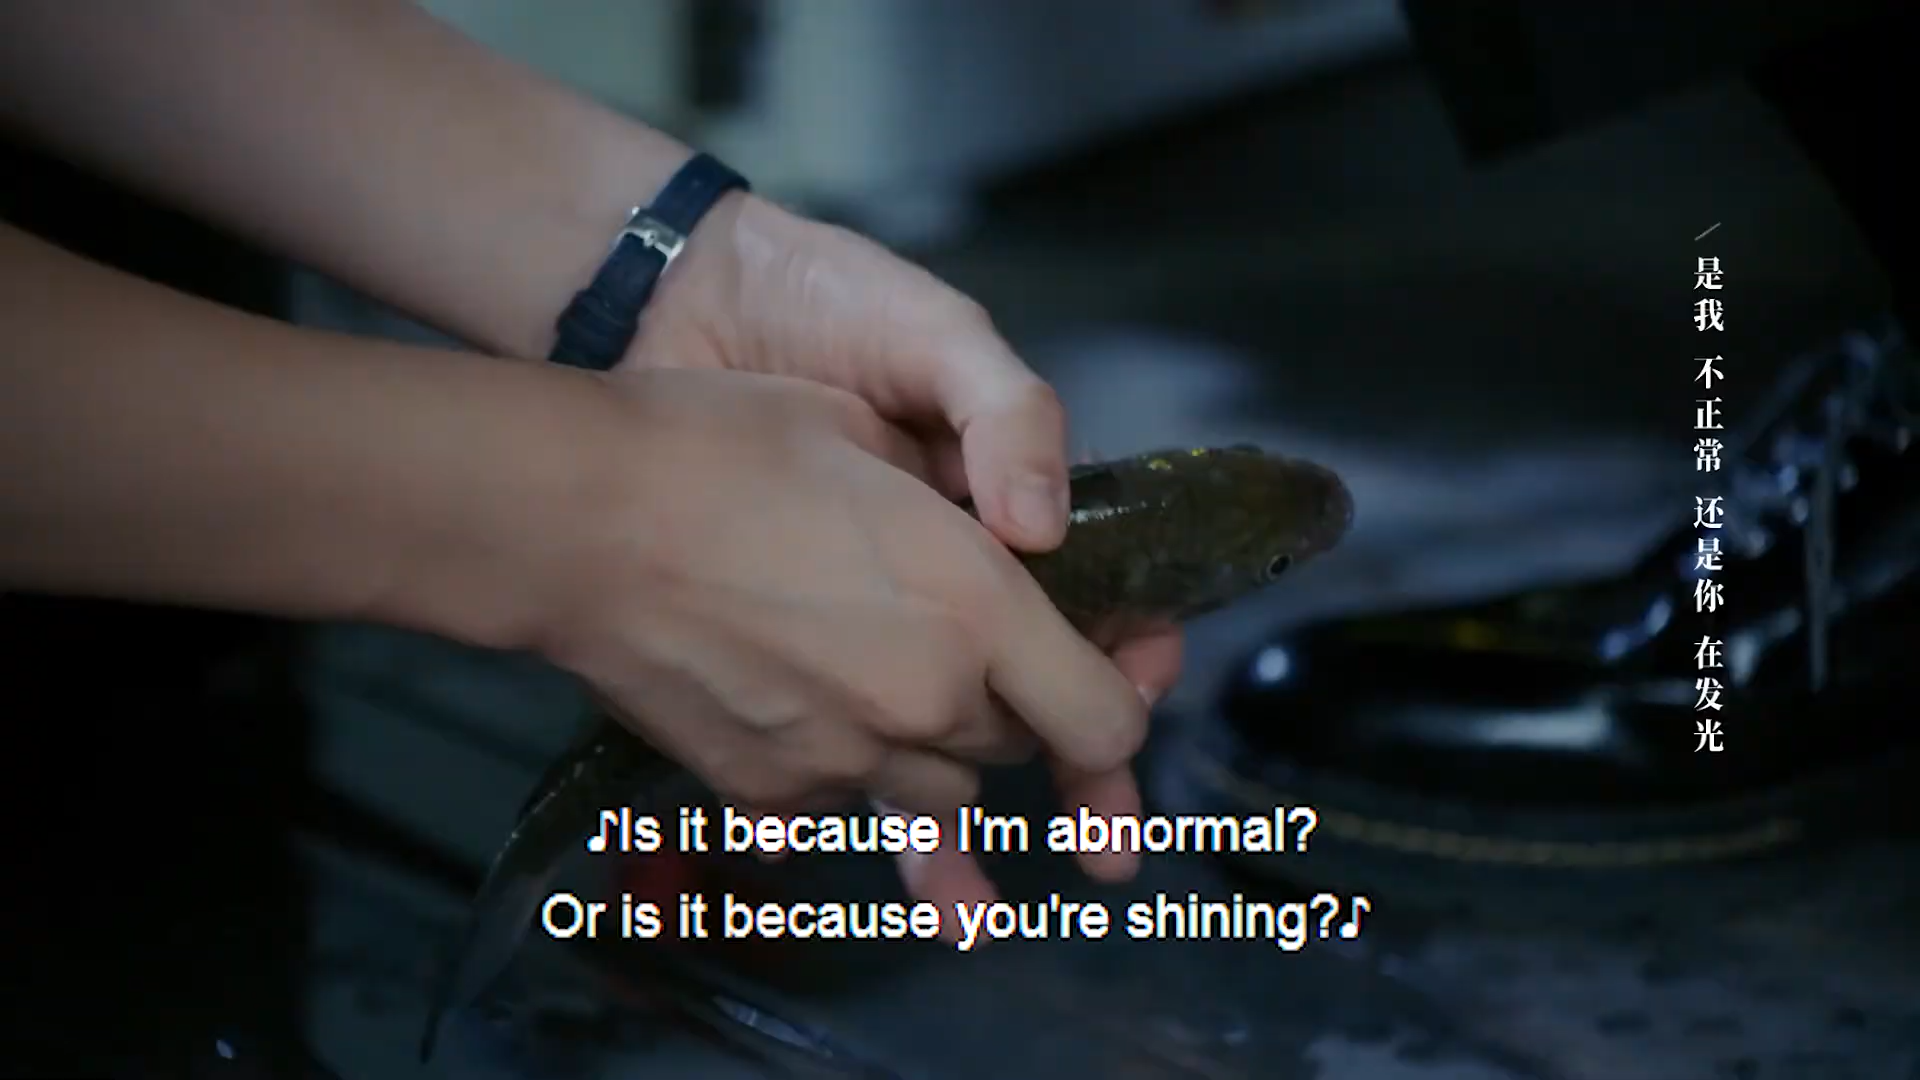 是我 不正常 还是你 在发光
♪Is it because I'm abnormal?
Or is it because you're shining?♪